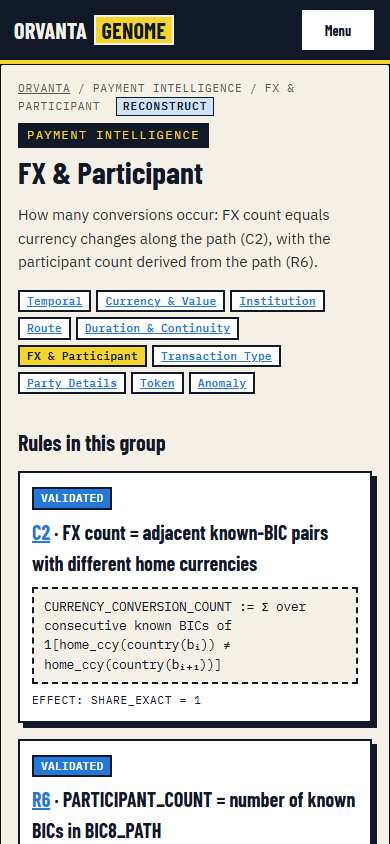 ORVANTA GENOME
Menu
ORVANTA / PAYMENT INTELLIGENCE / FX &
PARTICIPANT RECONSTRUCT
PAYMENT INTELLIGENCE
FX & Participant
How many conversions occur: FX count equals
currency changes along the path (C2), with the
participant count derived from the path (R6).
Temporal Currency & Value Institution
Route Duration & Continuity
FX & Participant Transaction Type
Party Details Token Anomaly
Rules in this group
VALIDATED
C2 · FX count = adjacent known-BIC pairs
with different home currencies
CURRENCY_CONVERSION_COUNT := Σ over
consecutive known BICs of
1[home_ccy(country(bᵢ)) ≠
home_ccy(country(bᵢ₊₁))]
EFFECT: SHARE_EXACT = 1
VALIDATED
R6 · PARTICIPANT_COUNT = number of known
BICs in BIC8_PATH